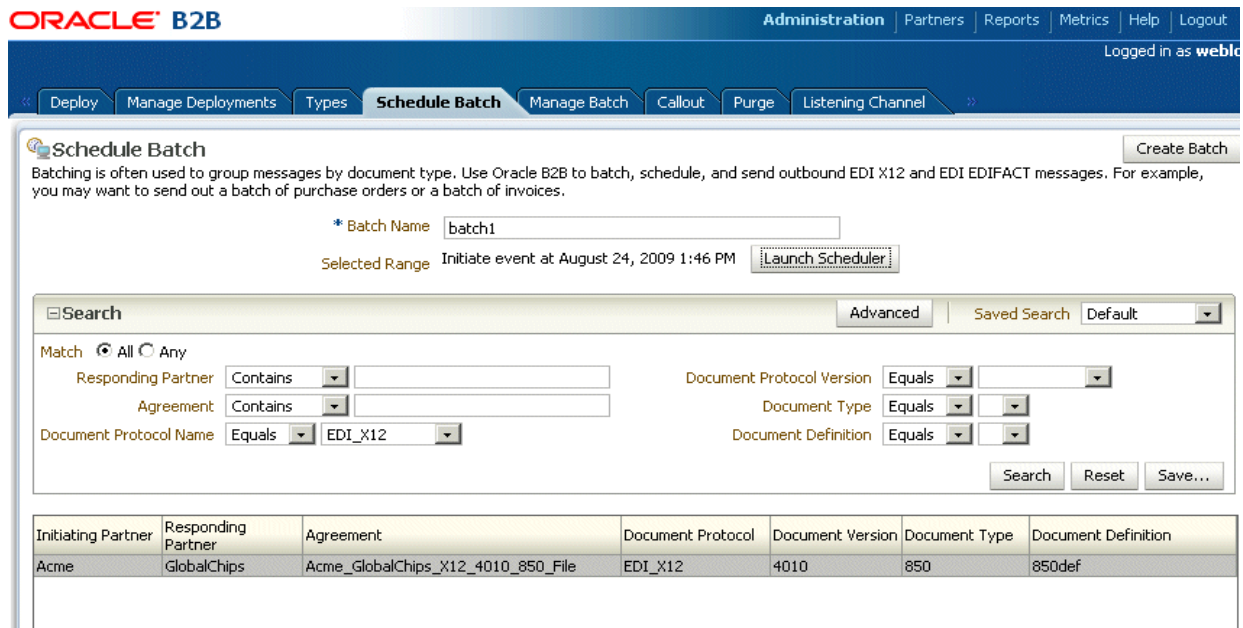 ORACLE B2B
Administration | Partners | Reports | Metrics | Help | Logout
Logged in as
Deploy Manage Deployments Types Schedule Batch Manage Batch Callout Purge Listening Channel
Schedule Batch Create Batch
Batching is often used to group messages by document type. Use Oracle B2B to batch, schedule, and send outbound EDI X12 and EDI EDIFACT messages. For example,
you may want to send out a batch of purchase orders or a batch of invoices.
* Batch Name batch1
Selected Range Initiate event at August 24, 2009 1:46 PM Launch Scheduler
Search Advanced Saved Search Default
Match All Any
Responding Partner Contains Document Protocol Version Equals
Agreement Contains Document Type Equals
Document Protocol Name Equals EDI_X12 Document Definition Equals
Search Reset Save...
Initiating Partner Responding Partner Agreement Document Protocol Document Version Document Type Document Definition
Acme GlobalChips Acme_GlobalChips_X12_4010_850_File EDI_X12 4010 850 850def